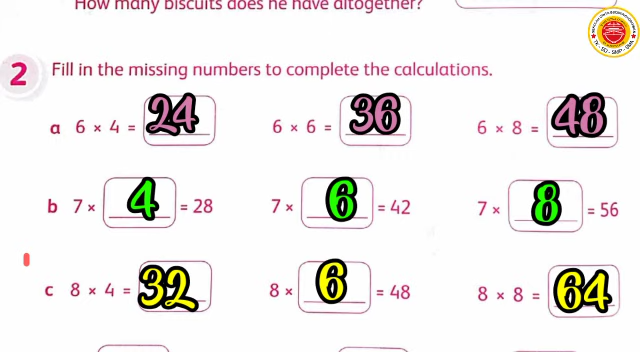 How many biscuits does he have altogether?
2 Fill in the missing numbers to complete the calculations.
a 6 × 4 = 24 6 × 6 = 36 6 × 8 = 48
b 7 × 4 = 28 7 × 6 = 42 7 × 8 = 56
c 8 × 4 = 32 8 × 6 = 48 8 × 8 = 64